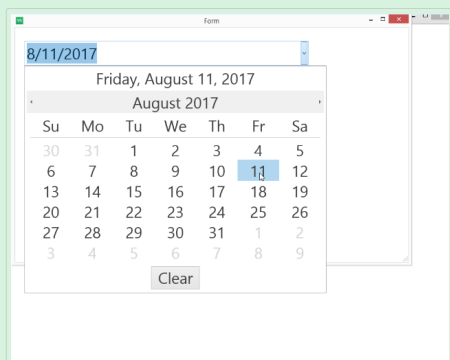 Form
8/11/2017
Friday, August 11, 2017
August 2017
Su Mo Tu We Th Fr Sa
30 31 1 2 3 4 5
6 7 8 9 10 11 12
13 14 15 16 17 18 19
20 21 22 23 24 25 26
27 28 29 30 31 1 2
3 4 5 6 7 8 9
Clear